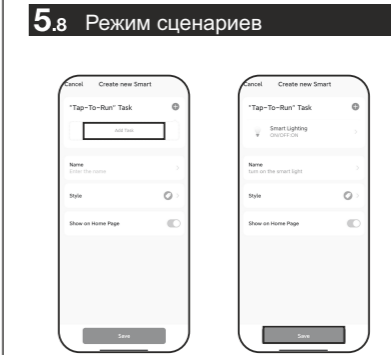 5.8 Режим сценариев
Cancel Create new Smart
"Tap-To-Run" Task
add task
Name
Enter the name
Style
Show on Home Page
Save
Cancel Create new Smart
"Tap-To-Run" Task
Smart Lighting
ON/OFF:ON
Name
turn on the smart light
Style
Show on Home Page
Save